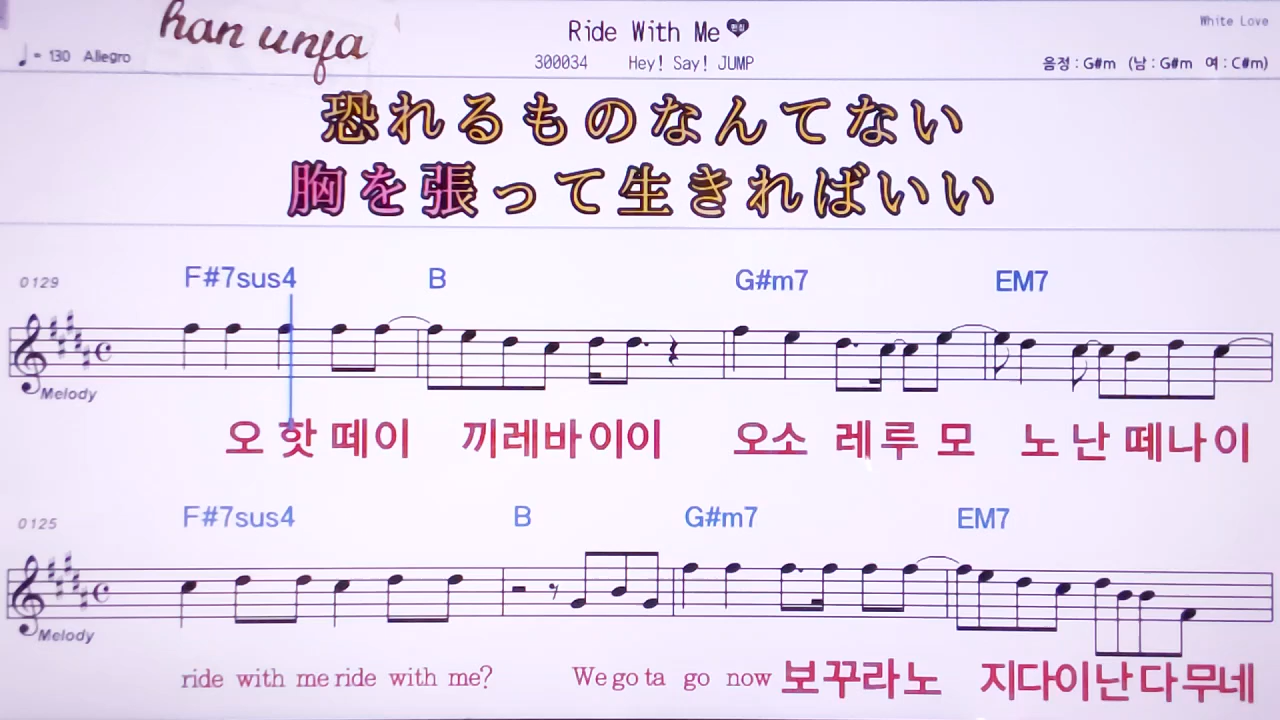 han unfa
Ride With Me 편집
White Love
♩= 130 Allegro
300034 Hey! Say! JUMP
음정 : G#m (남 : G#m 여 : C#m)
恐れるものなんてない
胸を張って生きればいい
0129 F#7sus4 B G#m7 EM7
Melody
오 핫 떼이 끼레바이이 오소 레루 모 노 난 떼나이
0125 F#7sus4 B G#m7 EM7
Melody
ride with me ride with me? We go ta go now 보꾸라노 지다이난다무네